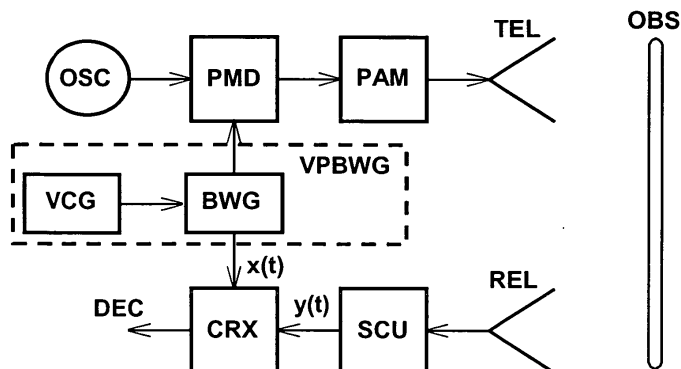 TEL
OBS
OSC
PMD
PAM
VPBWG
VCG
BWG
x(t)
REL
DEC
y(t)
CRX
SCU